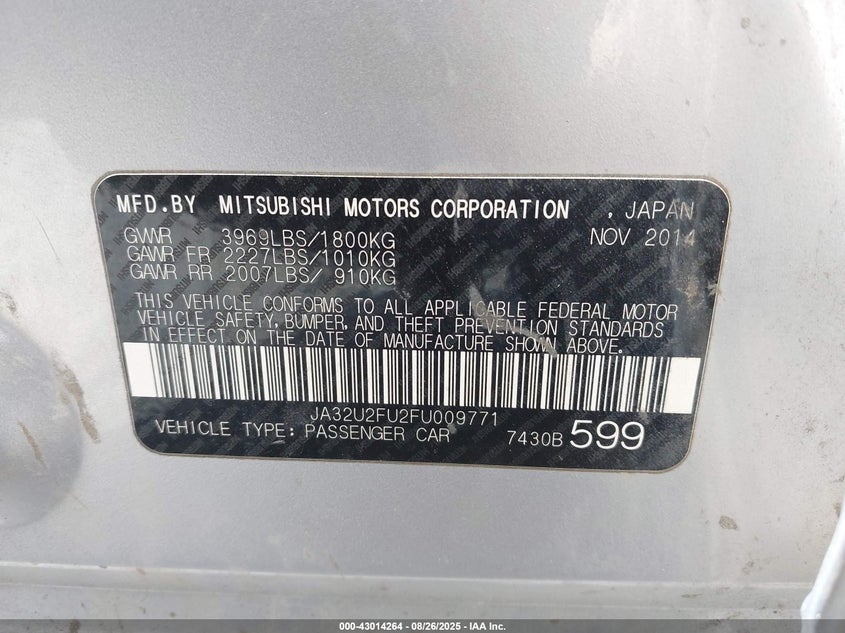 MFD.BY MITSUBISHI MOTORS CORPORATION , JAPAN
GVWR 3969LBS/1800KG NOV 2014
GAWR FR 2227LBS/1010KG
GAWR RR 2007LBS/ 910KG
THIS VEHICLE CONFORMS TO ALL APPLICABLE FEDERAL MOTOR
VEHICLE SAFETY, BUMPER, AND THEFT PREVENTION STANDARDS
IN EFFECT ON THE DATE OF MANUFACTURE SHOWN ABOVE.
JA32U2FU2FU009771
VEHICLE TYPE: PASSENGER CAR 7430B 599
000-43014264 - 08/26/2025 - IAA Inc.